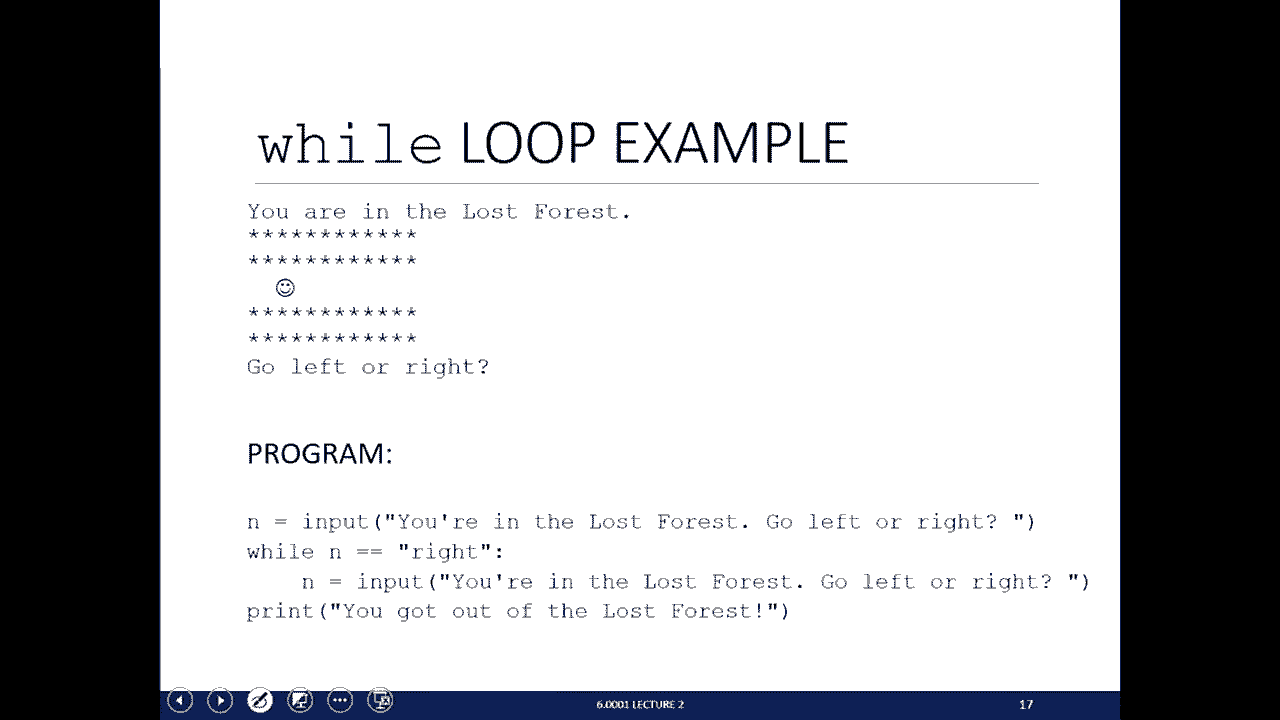 while LOOP EXAMPLE
You are in the Lost Forest.
************
************
☺
************
************
Go left or right?
PROGRAM:
n = input("You're in the Lost Forest. Go left or right? ")
while n == "right":
    n = input("You're in the Lost Forest. Go left or right? ")
print("You got out of the Lost Forest!")
6.0001 LECTURE 2
17